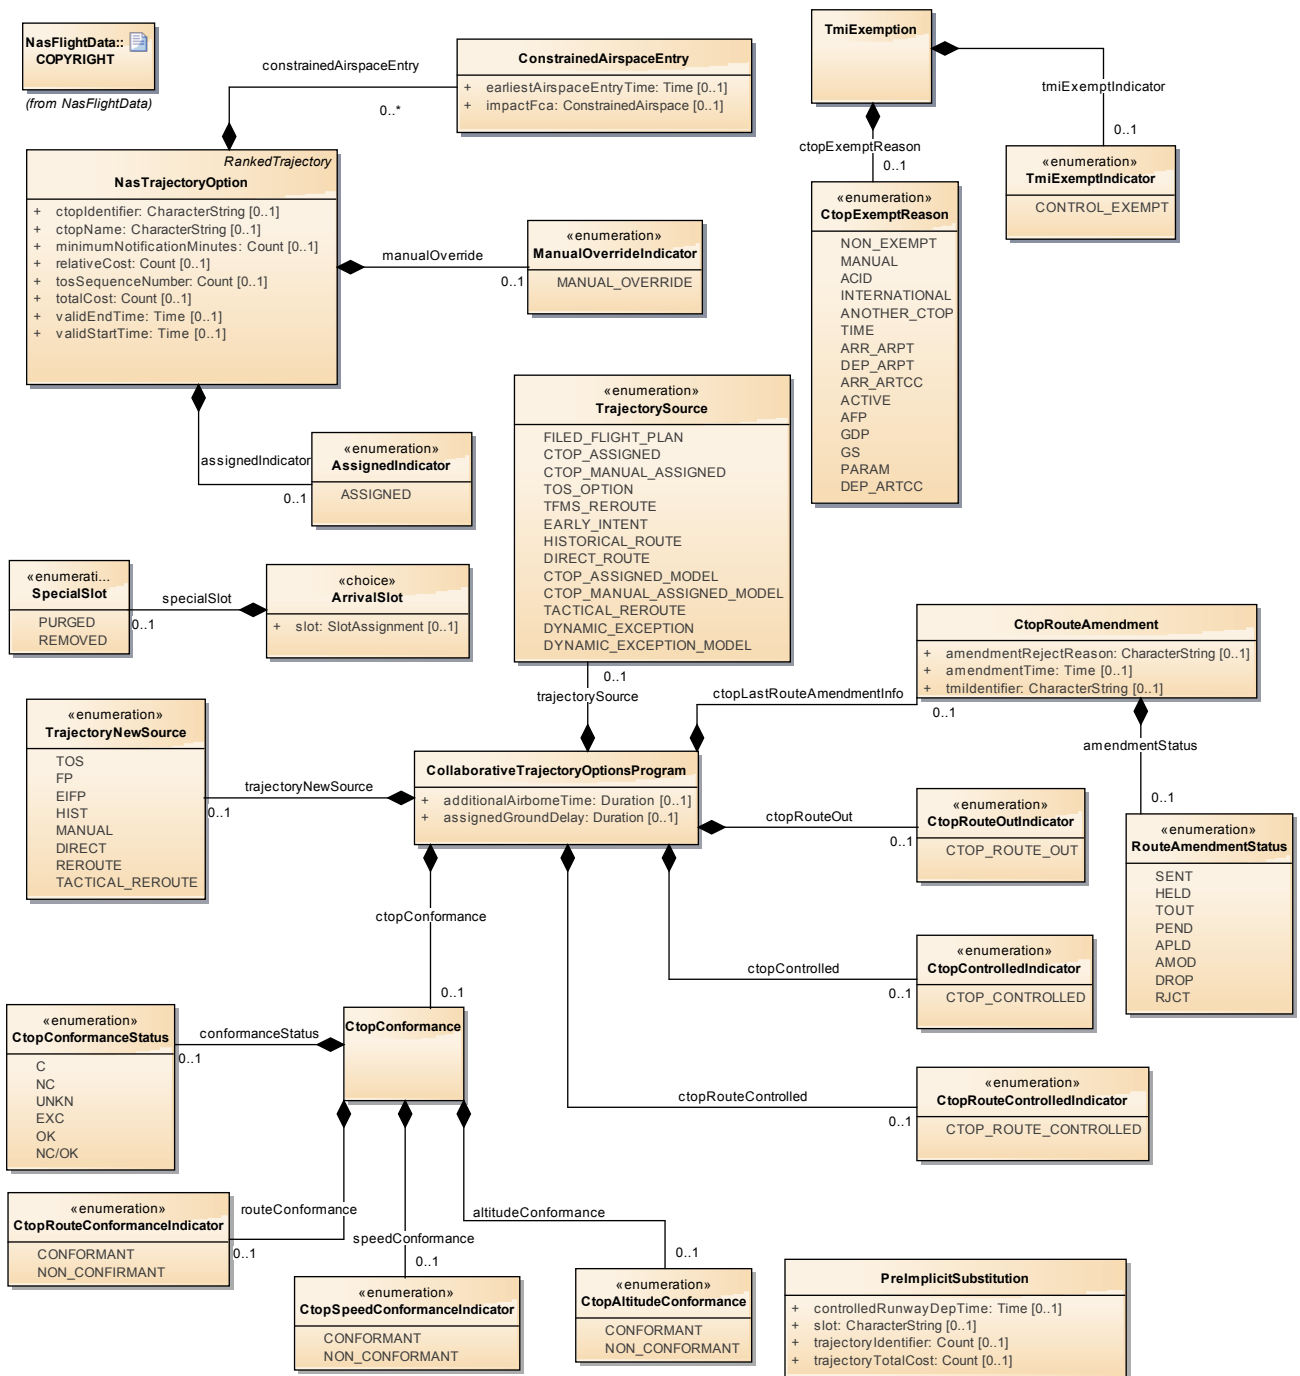 NasFlightData::
COPYRIGHT
(from NasFlightData)
constrainedAirspaceEntry
0..*
ConstrainedAirspaceEntry
+ earliestAirspaceEntryTime: Time [0..1]
+ impactFca: ConstrainedAirspace [0..1]
TmiExemption
tmiExemptIndicator
0..1
ctopExemptReason
0..1
«enumeration»
TmiExemptIndicator
CONTROL_EXEMPT
«enumeration»
CtopExemptReason
NON_EXEMPT
MANUAL
ACID
INTERNATIONAL
ANOTHER_CTOP
TIME
ARR_ARPT
DEP_ARPT
ARR_ARTCC
ACTIVE
AFP
GDP
GS
PARAM
DEP_ARTCC
RankedTrajectory
NasTrajectoryOption
+ ctopIdentifier: CharacterString [0..1]
+ ctopName: CharacterString [0..1]
+ minimumNotificationMinutes: Count [0..1]
+ relativeCost: Count [0..1]
+ tosSequenceNumber: Count [0..1]
+ totalCost: Count [0..1]
+ validEndTime: Time [0..1]
+ validStartTime: Time [0..1]
manualOverride
0..1
«enumeration»
ManualOverrideIndicator
MANUAL_OVERRIDE
assignedIndicator
0..1
«enumeration»
AssignedIndicator
ASSIGNED
«enumeration»
TrajectorySource
FILED_FLIGHT_PLAN
CTOP_ASSIGNED
CTOP_MANUAL_ASSIGNED
TOS_OPTION
TFMS_REROUTE
EARLY_INTENT
HISTORICAL_ROUTE
DIRECT_ROUTE
CTOP_ASSIGNED_MODEL
CTOP_MANUAL_ASSIGNED_MODEL
TACTICAL_REROUTE
DYNAMIC_EXCEPTION
DYNAMIC_EXCEPTION_MODEL
0..1
trajectorySource
«enumerati...
SpecialSlot
PURGED
REMOVED
specialSlot
0..1
«choice»
ArrivalSlot
+ slot: SlotAssignment [0..1]
CtopRouteAmendment
+ amendmentRejectReason: CharacterString [0..1]
+ amendmentTime: Time [0..1]
+ tmiIdentifier: CharacterString [0..1]
ctopLastRouteAmendmentInfo
0..1
amendmentStatus
0..1
«enumeration»
RouteAmendmentStatus
SENT
HELD
TOUT
PEND
APLD
AMOD
DROP
RJCT
«enumeration»
TrajectoryNewSource
TOS
FP
EIFP
HIST
MANUAL
DIRECT
REROUTE
TACTICAL_REROUTE
trajectoryNewSource
0..1
CollaborativeTrajectoryOptionsProgram
+ additionalAirborneTime: Duration [0..1]
+ assignedGroundDelay: Duration [0..1]
ctopRouteOut
0..1
«enumeration»
CtopRouteOutIndicator
CTOP_ROUTE_OUT
ctopConformance
0..1
ctopControlled
0..1
«enumeration»
CtopControlledIndicator
CTOP_CONTROLLED
ctopRouteControlled
0..1
«enumeration»
CtopRouteControlledIndicator
CTOP_ROUTE_CONTROLLED
CtopConformance
conformanceStatus
0..1
«enumeration»
CtopConformanceStatus
C
NC
UNKN
EXC
OK
NC/OK
«enumeration»
CtopRouteConformanceIndicator
CONFORMANT
NON_CONFIRMANT
routeConformance
0..1
speedConformance
0..1
«enumeration»
CtopSpeedConformanceIndicator
CONFORMANT
NON_CONFORMANT
altitudeConformance
0..1
«enumeration»
CtopAltitudeConformance
CONFORMANT
NON_CONFORMANT
PreImplicitSubstitution
+ controlledRunwayDepTime: Time [0..1]
+ slot: CharacterString [0..1]
+ trajectoryIdentifier: Count [0..1]
+ trajectoryTotalCost: Count [0..1]